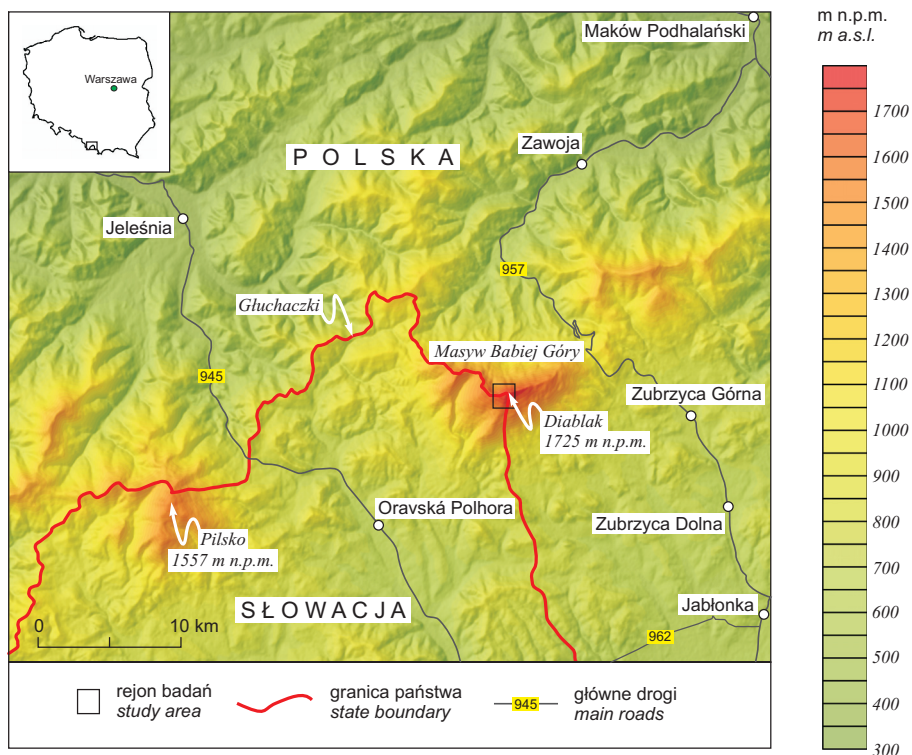 m n.p.m.
m a.s.l.
Warszawa
Maków Podhalański
POLSKA
Zawoja
Jeleśnia
957
Głuchaczki
Masyw Babiej Góry
945
Zubrzyca Górna
Diablak
1725 m n.p.m.
Oravská Polhora
Zubrzyca Dolna
Pilsko
1557 m n.p.m.
SŁOWACJA
Jabłonka
0 10 km
962
1700
1600
1500
1400
1300
1200
1100
1000
900
800
700
600
500
400
300
rejon badań
study area
granica państwa
state boundary
945
główne drogi
main roads